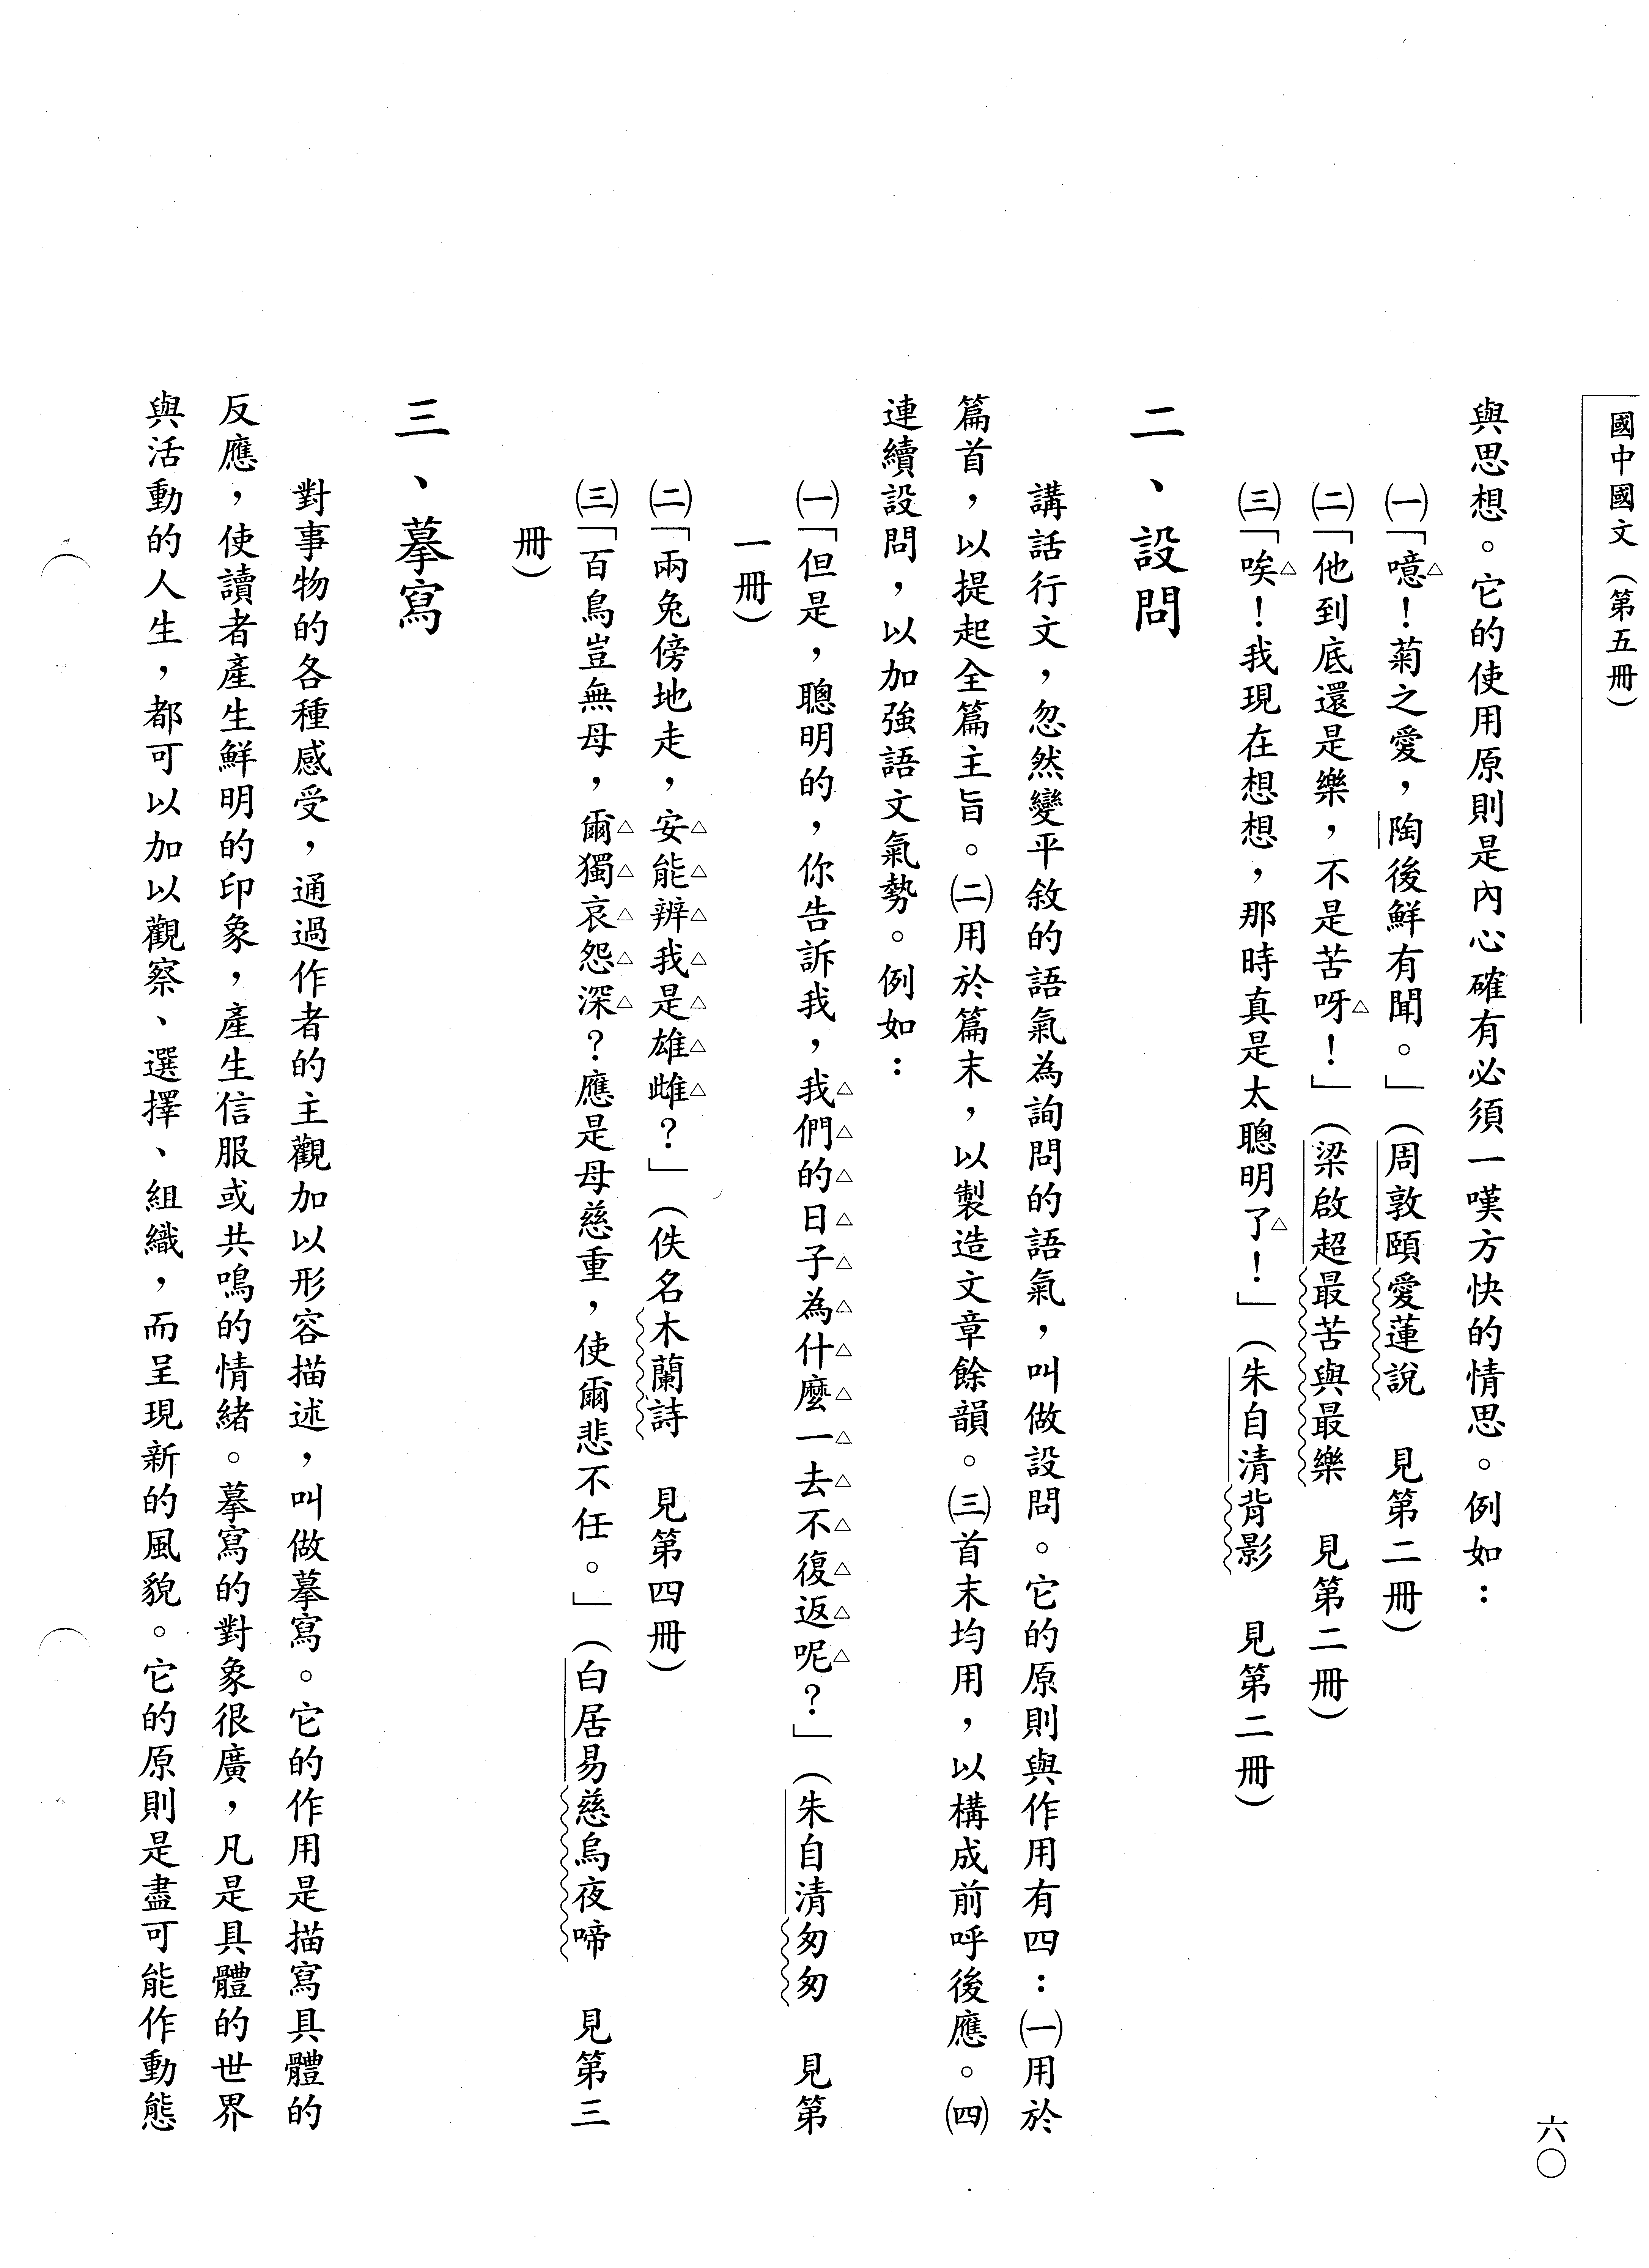 國中國文（第五冊）
與思想。它的使用原則是內心確有必須一嘆方快的情思。例如：
㈠「噫！菊之愛，陶後鮮有聞。」（周敦頤愛蓮說　見第二冊）
㈡「他到底還是樂，不是苦呀！」（梁啟超最苦與最樂　見第二冊）
㈢「唉！我現在想想，那時真是太聰明了！」（朱自清背影　見第二冊）
二、設問
講話行文，忽然變平敘的語氣為詢問的語氣，叫做設問。它的原則與作用有四：㈠用於
篇首，以提起全篇主旨。㈡用於篇末，以製造文章餘韻。㈢首末均用，以構成前呼後應。㈣
連續設問，以加強語文氣勢。例如：
㈠「但是，聰明的，你告訴我，我們的日子為什麼一去不復返呢？」（朱自清匆匆　見第
一冊）
㈡「兩兔傍地走，安能辨我是雄雌？」（佚名木蘭詩　見第四冊）
㈢「百鳥豈無母，爾獨哀怨深？應是母慈重，使爾悲不任。」（白居易慈烏夜啼　見第三
冊）
三、摹寫
對事物的各種感受，通過作者的主觀加以形容描述，叫做摹寫。它的作用是描寫具體的
反應，使讀者產生鮮明的印象，產生信服或共鳴的情緒。摹寫的對象很廣，凡是具體的世界
與活動的人生，都可以加以觀察、選擇、組織，而呈現新的風貌。它的原則是盡可能作動態
六〇